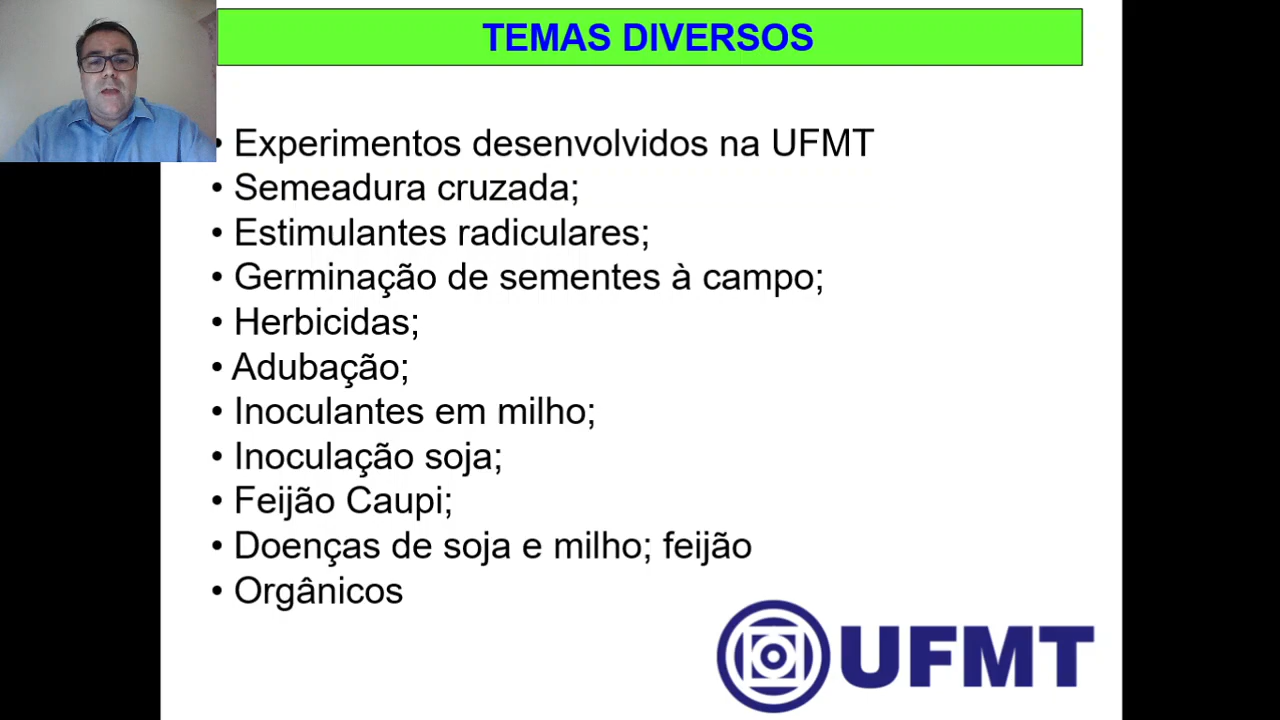 TEMAS DIVERSOS
• Experimentos desenvolvidos na UFMT
• Semeadura cruzada;
• Estimulantes radiculares;
• Germinação de sementes à campo;
• Herbicidas;
• Adubação;
• Inoculantes em milho;
• Inoculação soja;
• Feijão Caupi;
• Doenças de soja e milho; feijão
• Orgânicos
UFMT